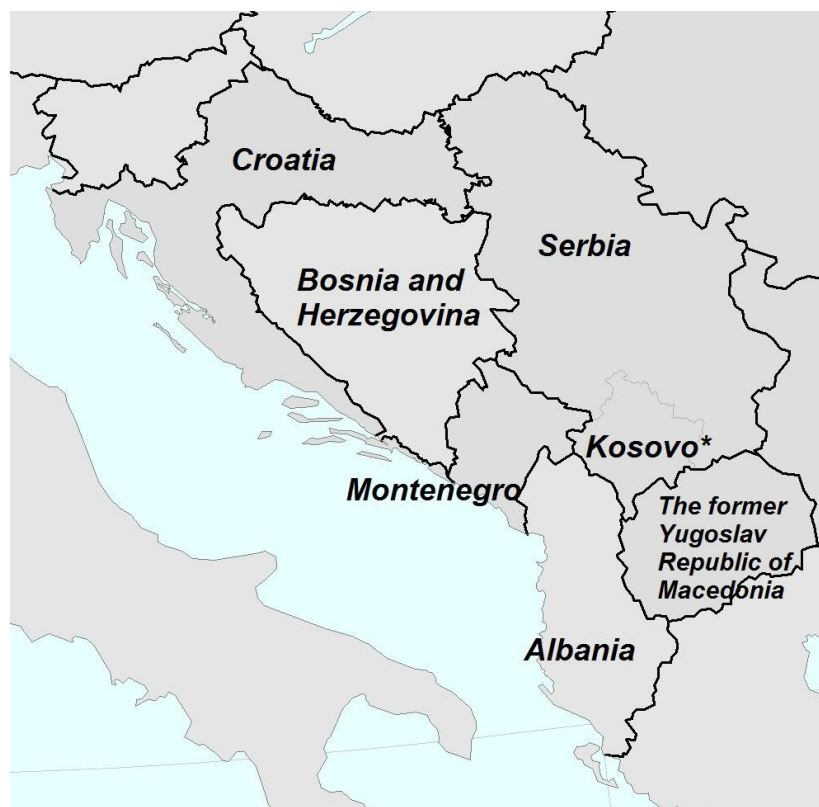 Croatia
Serbia
Bosnia and
Herzegovina
Kosovo*
Montenegro
The former
Yugoslav
Republic of
Macedonia
Albania